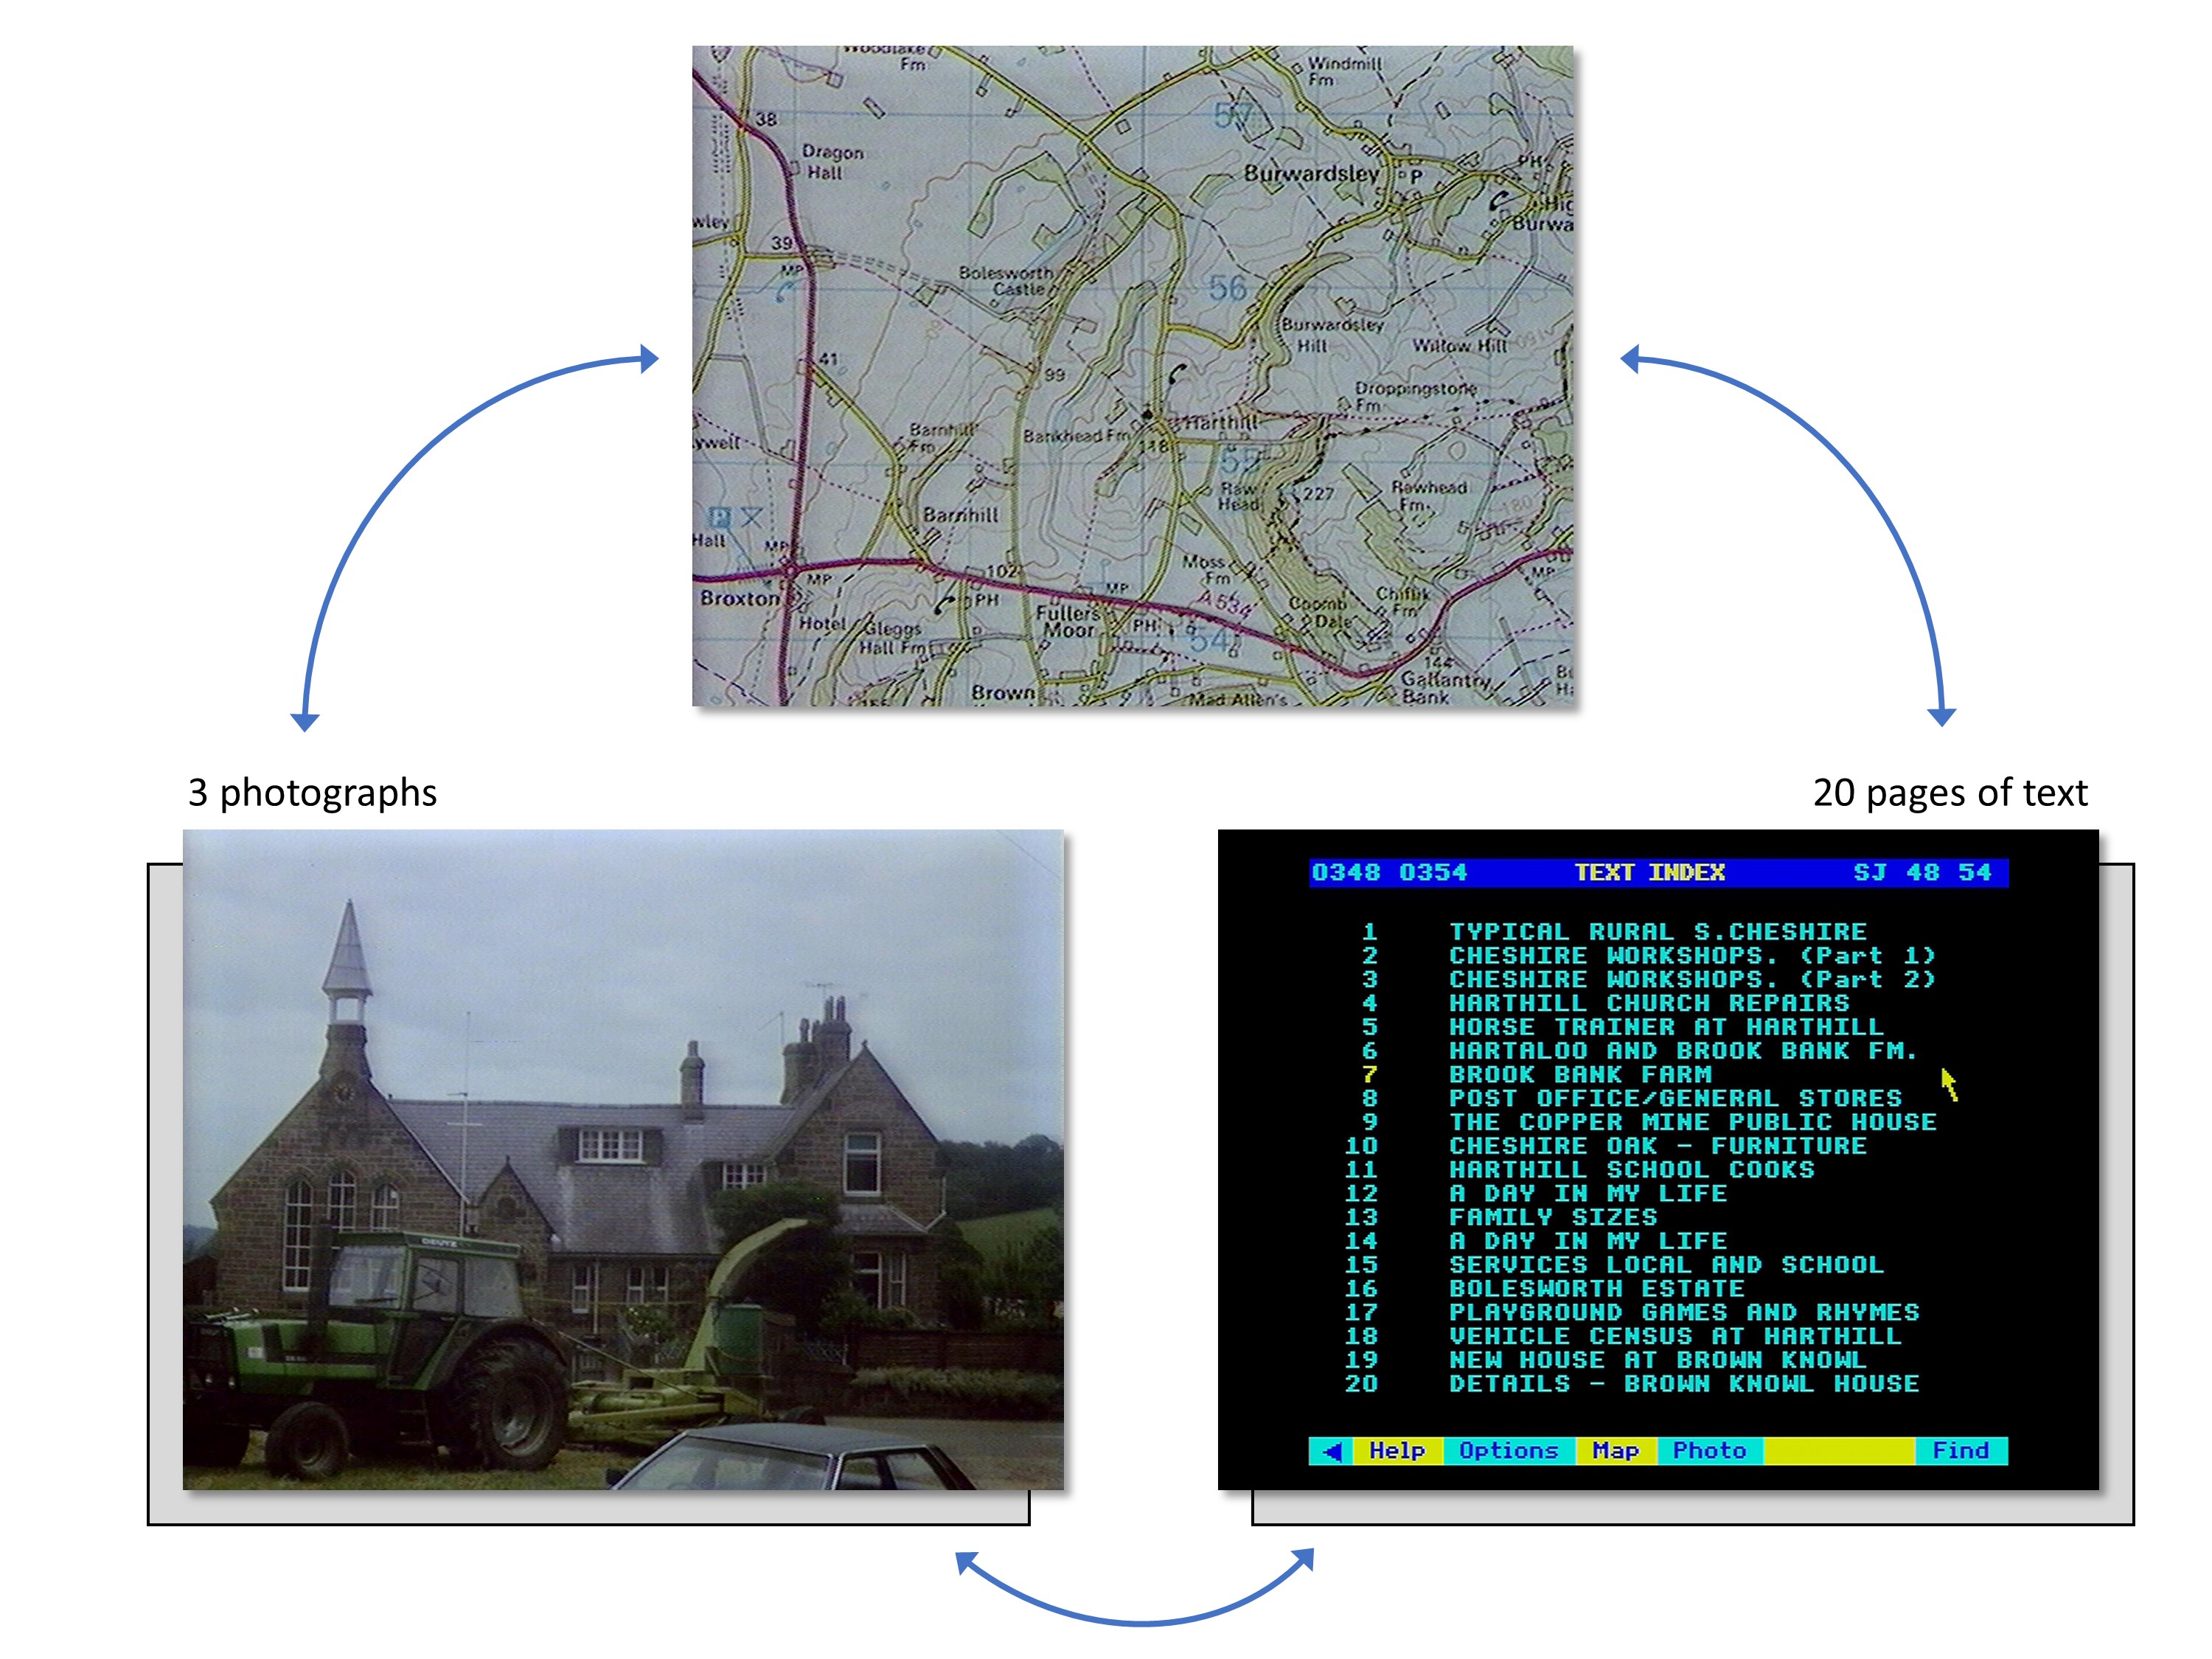 Woodlake
Fm
Windmill
Fm
57
38
Dragon
Hall
PH
Burwardsley
P
Hig
Burwa
wley
39
MP
Bolesworth
Castle
56
Burwardsley
Hill
Willow Hill
160
41
99
Droppingstone
Fm
Harthill
Barnhill
Fm
Bankhead Fm
118
ywell
55
Raw
Head
227
Rawhead
Fm
180
P
Barnhill
Hall
MP
Moss
Fm
102
MP
MP
MP
Broxton
PH
A 534
Coomb
Dale
Chiflik
Fm
Hotel
Gleggs
Hall Fm
Fullers
Moor
PH
54
144
Gallantry
Bank
Brown
Mad Allen's
3 photographs
20 pages of text
DEUTZ
0348 0354 TEXT INDEX SJ 48 54
1 TYPICAL RURAL S.CHESHIRE
2 CHESHIRE WORKSHOPS. (Part 1)
3 CHESHIRE WORKSHOPS. (Part 2)
4 HARTHILL CHURCH REPAIRS
5 HORSE TRAINER AT HARTHILL
6 HARTALOO AND BROOK BANK FM.
7 BROOK BANK FARM
8 POST OFFICE/GENERAL STORES
9 THE COPPER MINE PUBLIC HOUSE
10 CHESHIRE OAK - FURNITURE
11 HARTHILL SCHOOL COOKS
12 A DAY IN MY LIFE
13 FAMILY SIZES
14 A DAY IN MY LIFE
15 SERVICES LOCAL AND SCHOOL
16 BOLESWORTH ESTATE
17 PLAYGROUND GAMES AND RHYMES
18 VEHICLE CENSUS AT HARTHILL
19 NEW HOUSE AT BROWN KNOWL
20 DETAILS - BROWN KNOWL HOUSE
Help Options Map Photo Find